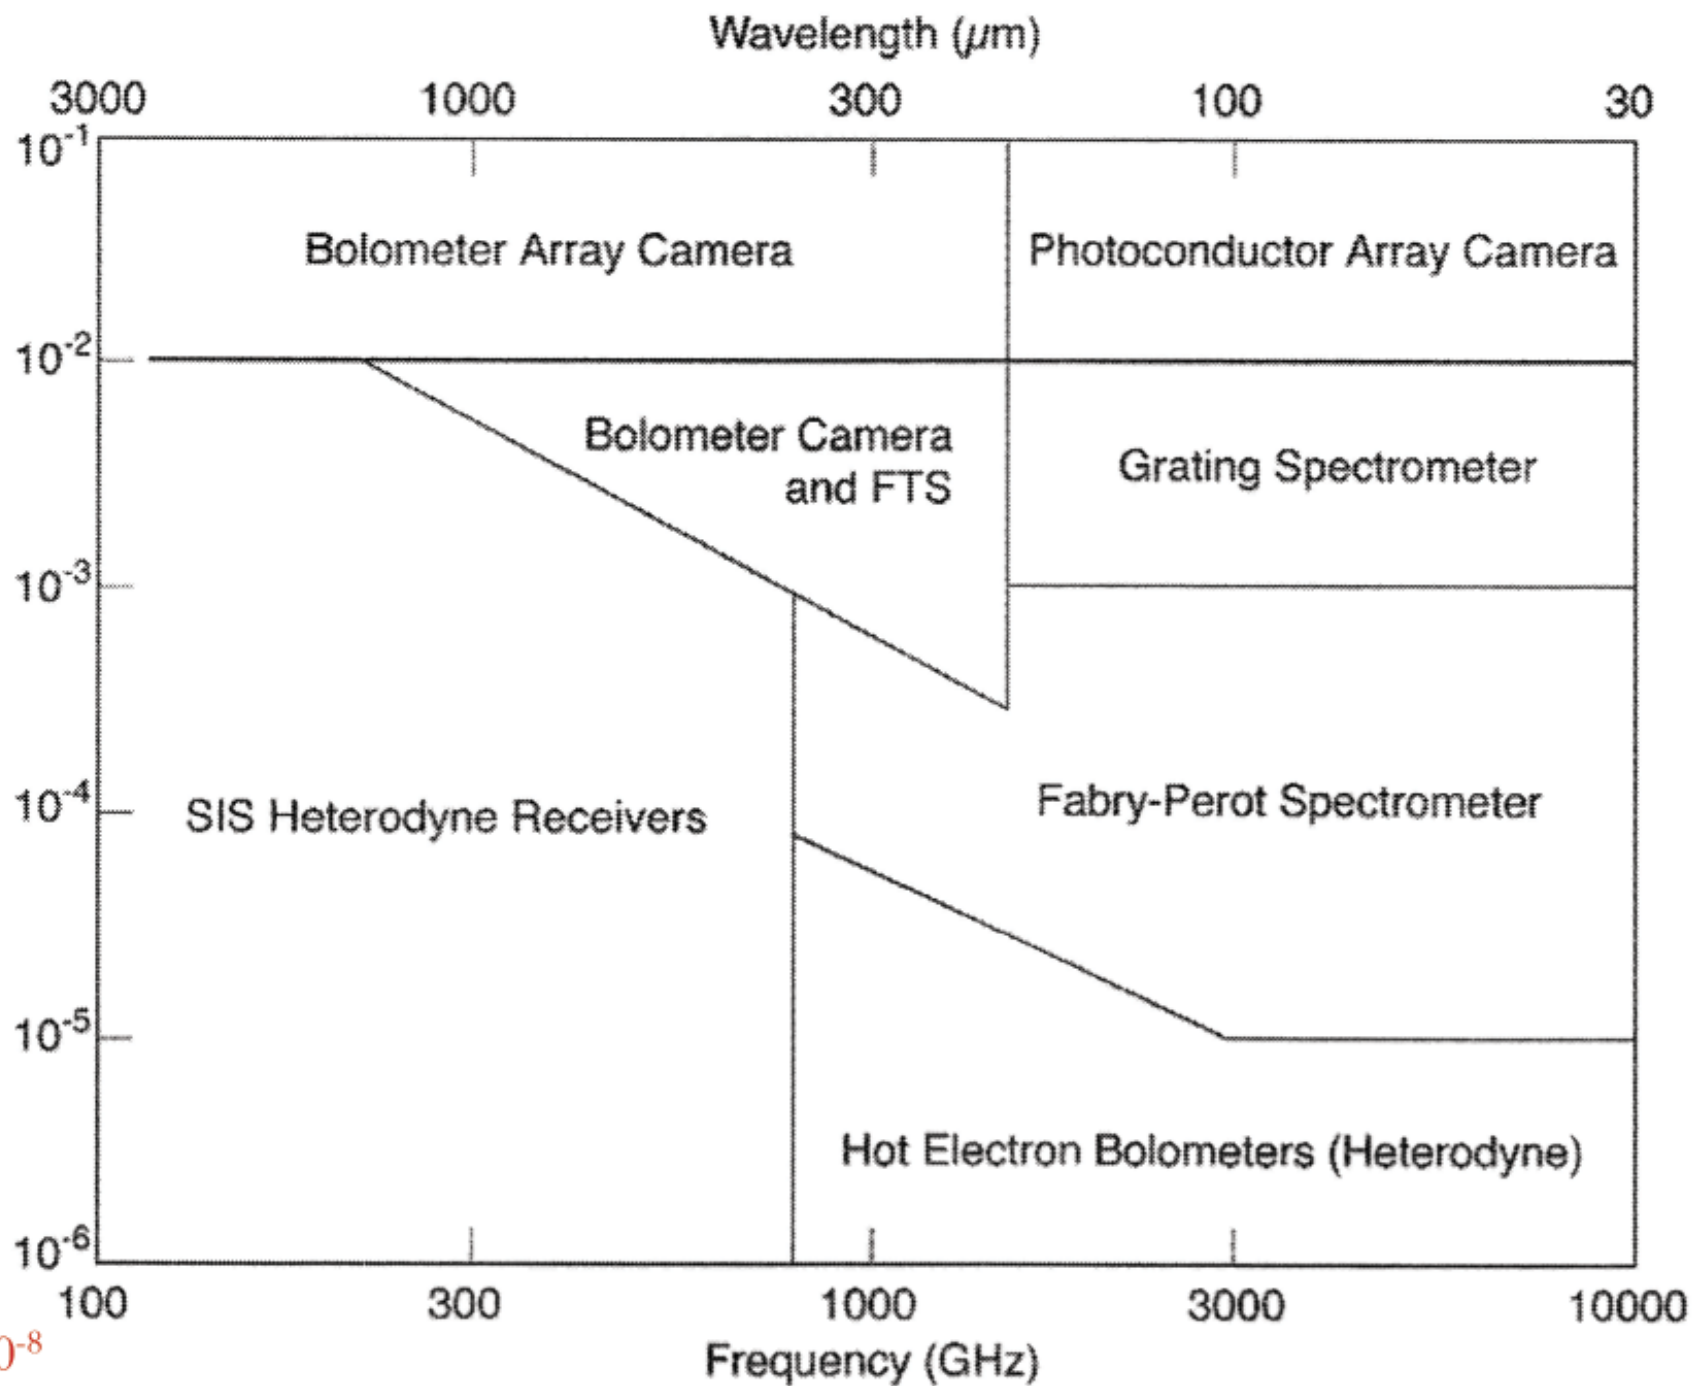 Wavelength (µm)
3000 1000 300 100 30
10⁻¹
Bolometer Array Camera Photoconductor Array Camera
10⁻²
Bolometer Camera
and FTS
Grating Spectrometer
10⁻³
10⁻⁴
SIS Heterodyne Receivers Fabry-Perot Spectrometer
10⁻⁵
Hot Electron Bolometers (Heterodyne)
10⁻⁶
100 300 1000 3000 10000
0⁻⁸
Frequency (GHz)